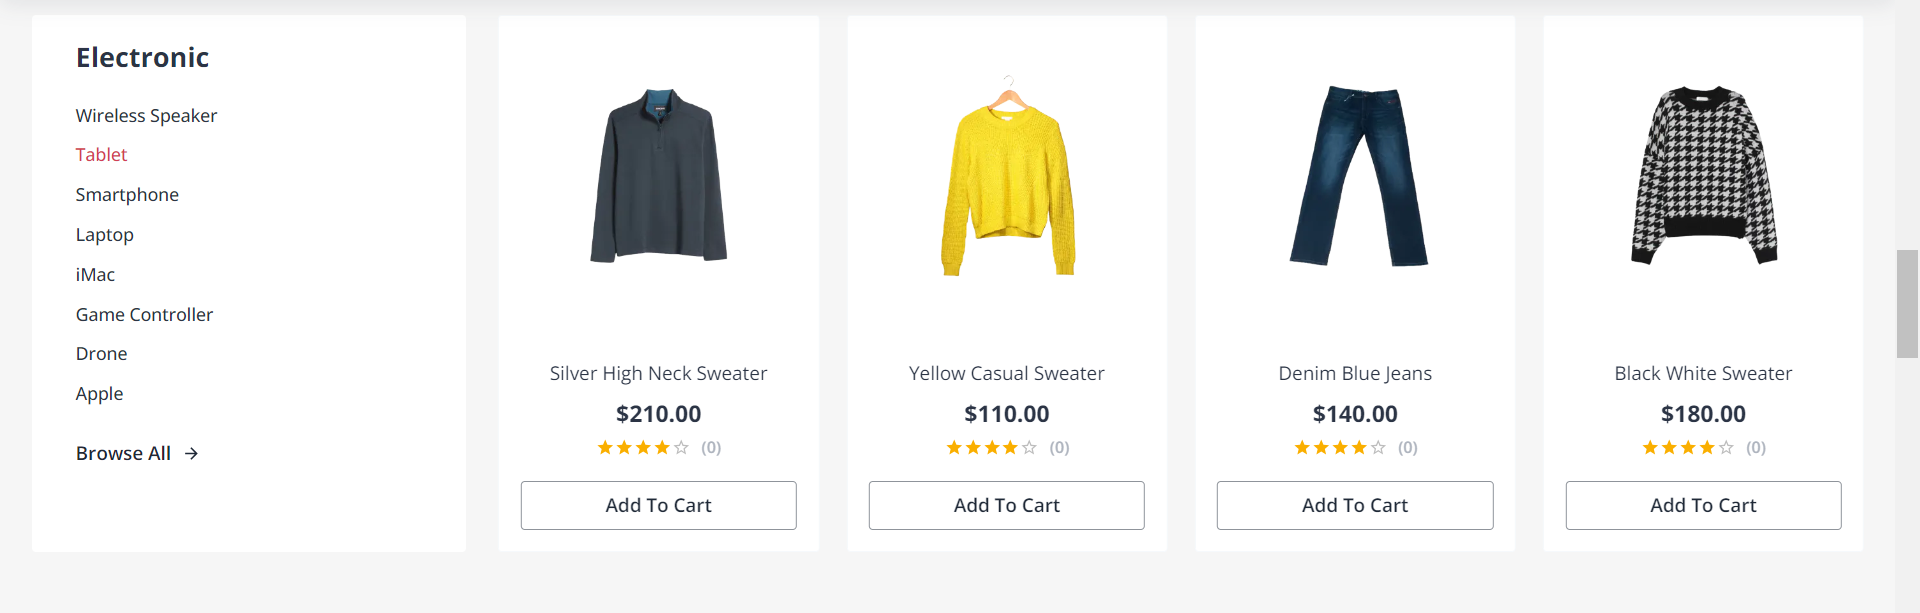 Electronic
Wireless Speaker
Tablet
Smartphone
Laptop
iMac
Game Controller
Drone
Apple
Browse All
Silver High Neck Sweater
$210.00
(0)
Add To Cart
Yellow Casual Sweater
$110.00
(0)
Add To Cart
Denim Blue Jeans
$140.00
(0)
Add To Cart
Black White Sweater
$180.00
(0)
Add To Cart